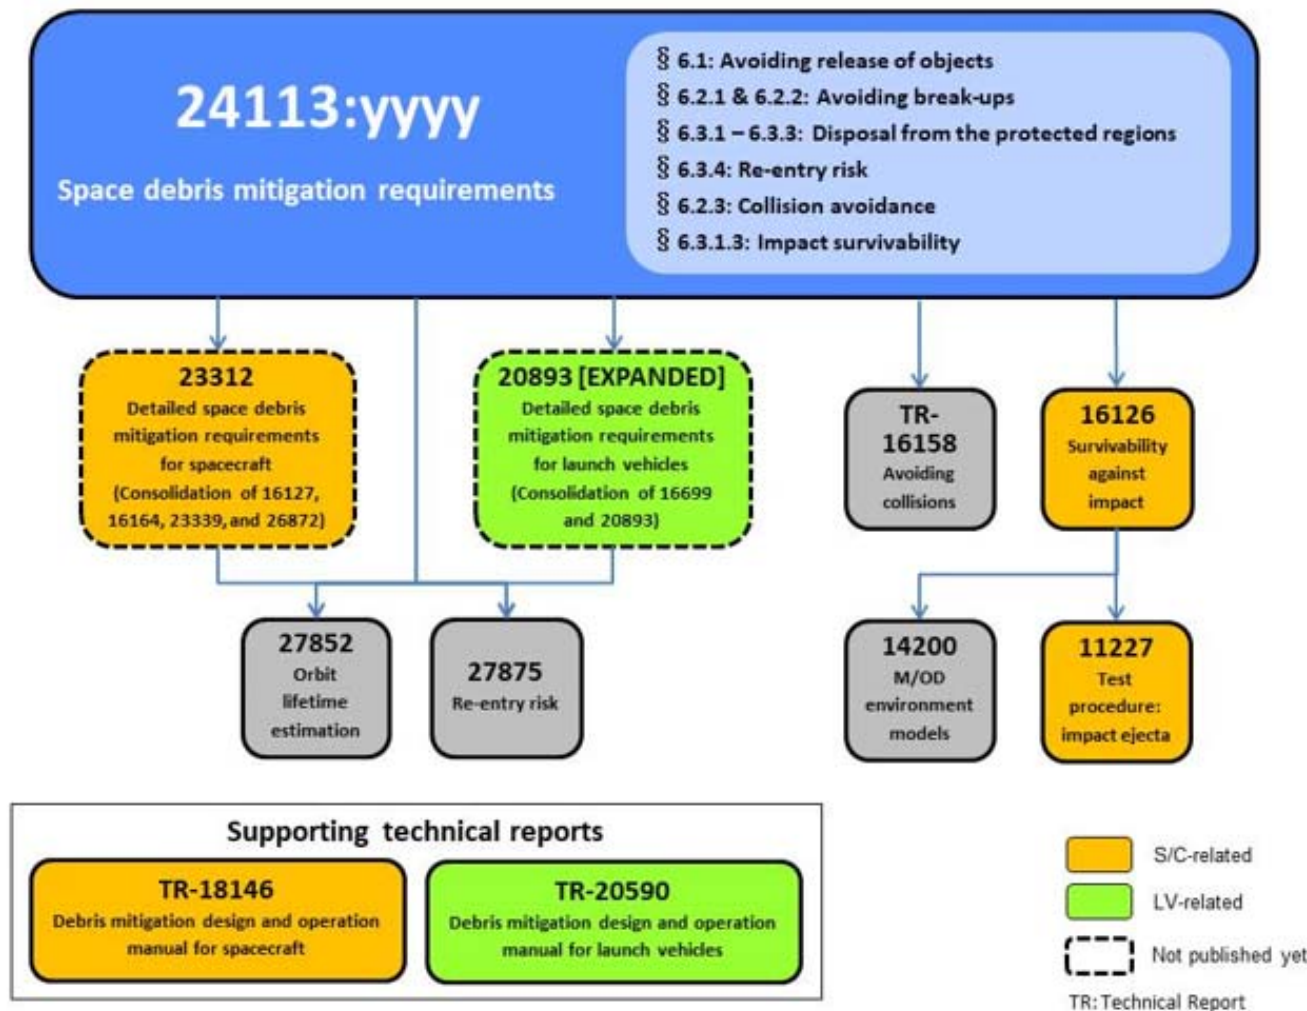 24113:yyyy
Space debris mitigation requirements
§ 6.1: Avoiding release of objects
§ 6.2.1 & 6.2.2: Avoiding break-ups
§ 6.3.1 – 6.3.3: Disposal from the protected regions
§ 6.3.4: Re-entry risk
§ 6.2.3: Collision avoidance
§ 6.3.1.3: Impact survivability
23312
Detailed space debris
mitigation requirements
for spacecraft
(Consolidation of 16127,
16164, 23339, and 26872)
20893 [EXPANDED]
Detailed space debris
mitigation requirements
for launch vehicles
(Consolidation of 16699
and 20893)
TR-
16158
Avoiding
collisions
16126
Survivability
against
impact
27852
Orbit
lifetime
estimation
27875
Re-entry risk
14200
M/OD
environment
models
11227
Test
procedure:
impact ejecta
Supporting technical reports
TR-18146
Debris mitigation design and operation
manual for spacecraft
TR-20590
Debris mitigation design and operation
manual for launch vehicles
S/C-related
LV-related
Not published yet
TR: Technical Report